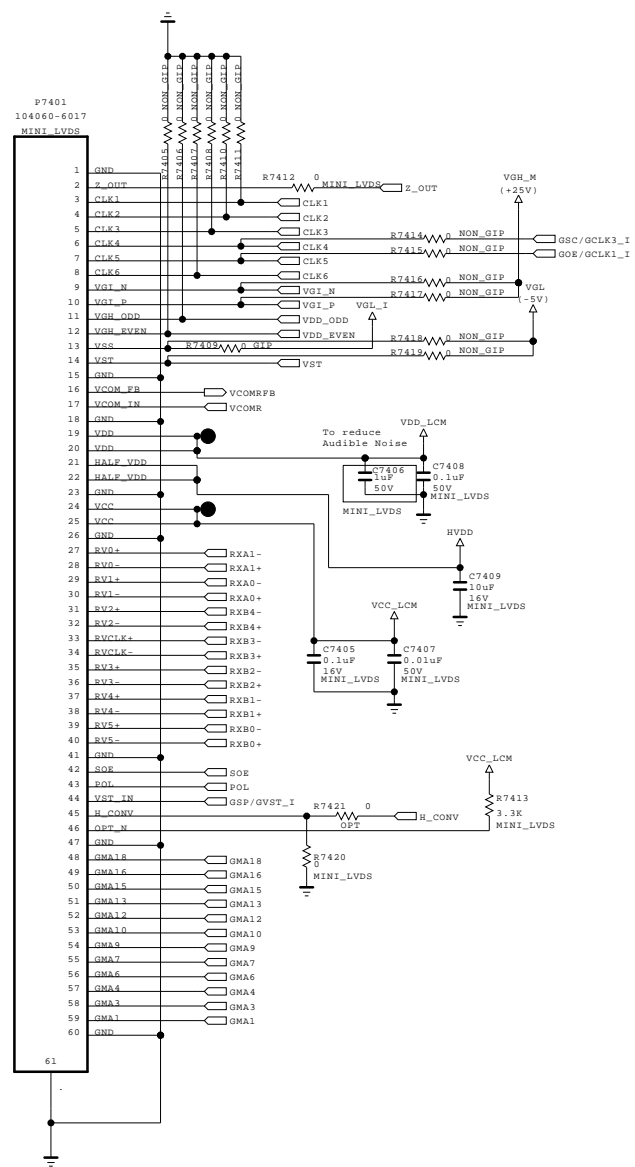 P7401
104060-6017
MINI_LVDS
R7405 0 NON_GIP
R7406 0 NON_GIP
R7407 0 NON_GIP
R7408 0 NON_GIP
R7410 0 NON_GIP
R7411 0 NON_GIP
1 GND
2 Z_OUT R7412 0 MINI_LVDS Z_OUT
3 CLK1 CLK1
4 CLK2 CLK2
5 CLK3 CLK3
6 CLK4 CLK4
7 CLK5 CLK5
8 CLK6 CLK6
9 VGI_N VGI_N
10 VGI_P VGI_P
11 VGH_ODD VDD_ODD
12 VGH_EVEN VDD_EVEN
13 VSS R7409 0 GIP
14 VST VST
15 GND
16 VCOM_FB VCOMRFB
17 VCOM_IN VCOMR
18 GND
19 VDD
20 VDD
21 HALF_VDD
22 HALF_VDD
23 GND
24 VCC
25 VCC
26 GND
27 RV0+ RXA1-
28 RV0- RXA1+
29 RV1+ RXA0-
30 RV1- RXA0+
31 RV2+ RXB4-
32 RV2- RXB4+
33 RVCLK+ RXB3-
34 RVCLK- RXB3+
35 RV3+ RXB2-
36 RV3- RXB2+
37 RV4+ RXB1-
38 RV4- RXB1+
39 RV5+ RXB0-
40 RV5- RXB0+
41 GND
42 SOE SOE
43 POL POL
44 VST_IN GSP/GVST_I
45 H_CONV R7421 0 OPT H_CONV
46 OPT_N
47 GND
48 GMA18 GMA18
49 GMA16 GMA16
50 GMA15 GMA15
51 GMA13 GMA13
52 GMA12 GMA12
53 GMA10 GMA10
54 GMA9 GMA9
55 GMA7 GMA7
56 GMA6 GMA6
57 GMA4 GMA4
58 GMA3 GMA3
59 GMA1 GMA1
60 GND
61
VGH_M
(+25V)
R7414 0 NON_GIP GSC/GCLK3_I
R7415 0 NON_GIP GOE/GCLK1_I
R7416 0 NON_GIP
R7417 0 NON_GIP
VGL
(-5V)
VGL_I
R7418 0 NON_GIP
R7419 0 NON_GIP
To reduce
Audible Noise
VDD_LCM
C7406
1uF
50V
MINI_LVDS
C7408
0.1uF
50V
MINI_LVDS
HVDD
C7409
10uF
16V
MINI_LVDS
VCC_LCM
C7405
0.1uF
16V
MINI_LVDS
C7407
0.01uF
50V
MINI_LVDS
VCC_LCM
R7413
3.3K
MINI_LVDS
R7420
0
MINI_LVDS